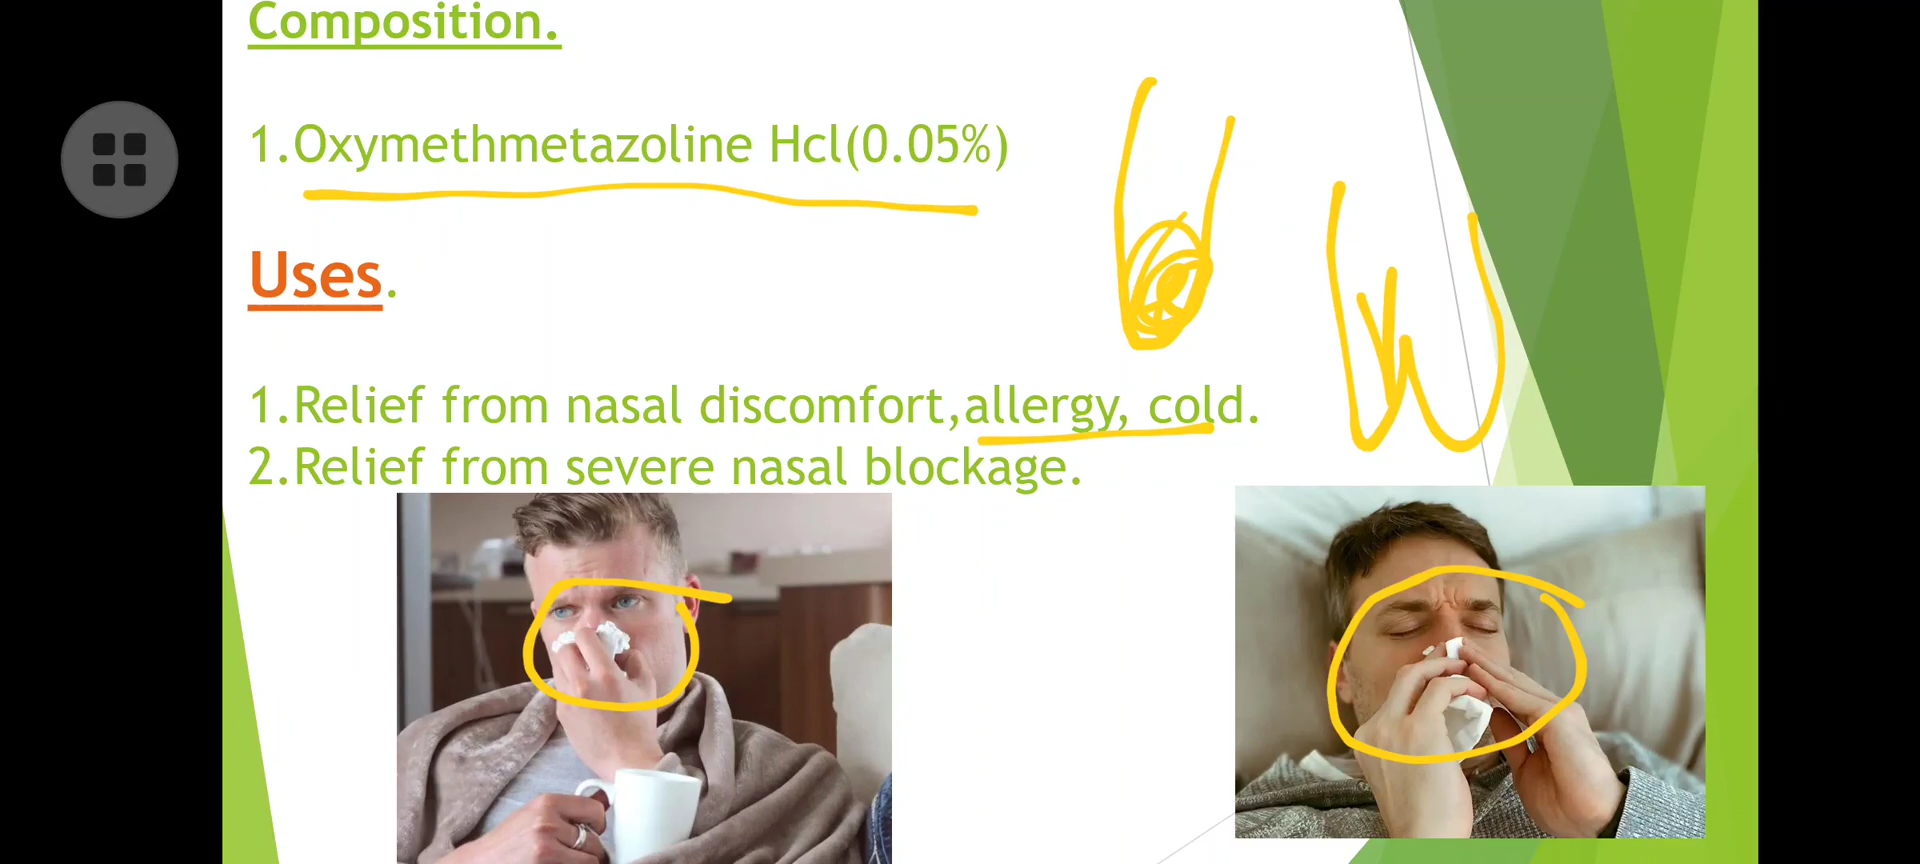 Composition.
1.Oxymethmetazoline Hcl(0.05%)
Uses.
1.Relief from nasal discomfort,allergy, cold.
2.Relief from severe nasal blockage.